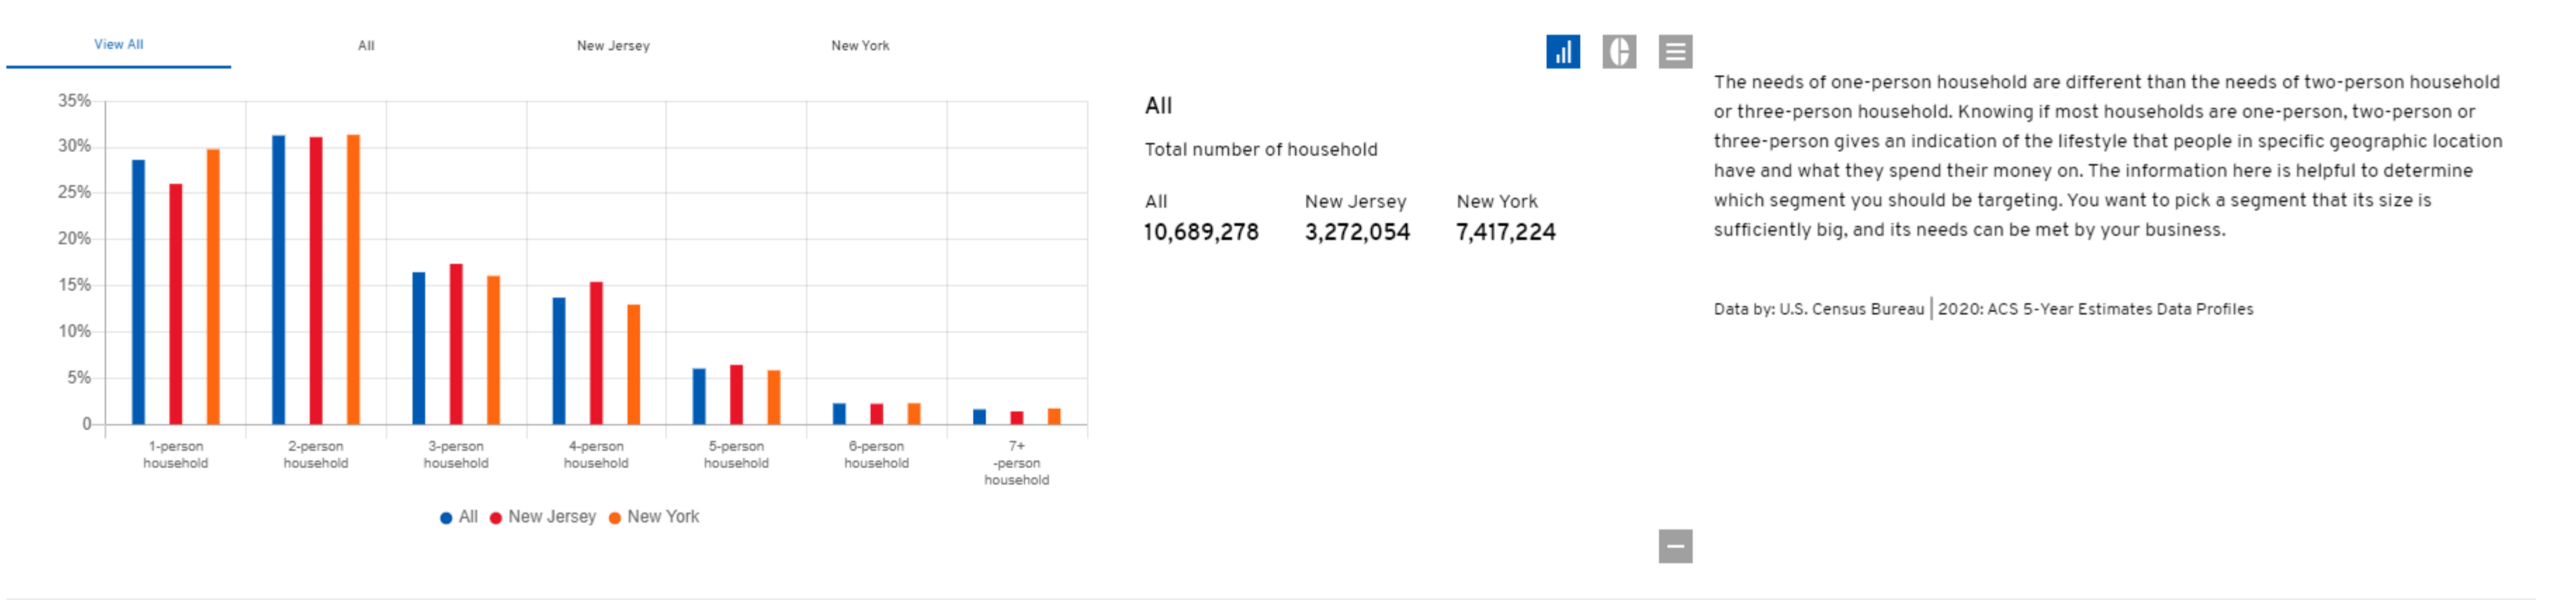 View All
All
New Jersey
New York
35%
30%
25%
20%
15%
10%
5%
0
1-person
household
2-person
household
3-person
household
4-person
household
5-person
household
6-person
household
7+
-person
household
All
New Jersey
New York
All
Total number of household
All New Jersey New York
10,689,278 3,272,054 7,417,224
The needs of one-person household are different than the needs of two-person household
or three-person household. Knowing if most households are one-person, two-person or
three-person gives an indication of the lifestyle that people in specific geographic location
have and what they spend their money on. The information here is helpful to determine
which segment you should be targeting. You want to pick a segment that its size is
sufficiently big, and its needs can be met by your business.
Data by: U.S. Census Bureau | 2020: ACS 5-Year Estimates Data Profiles